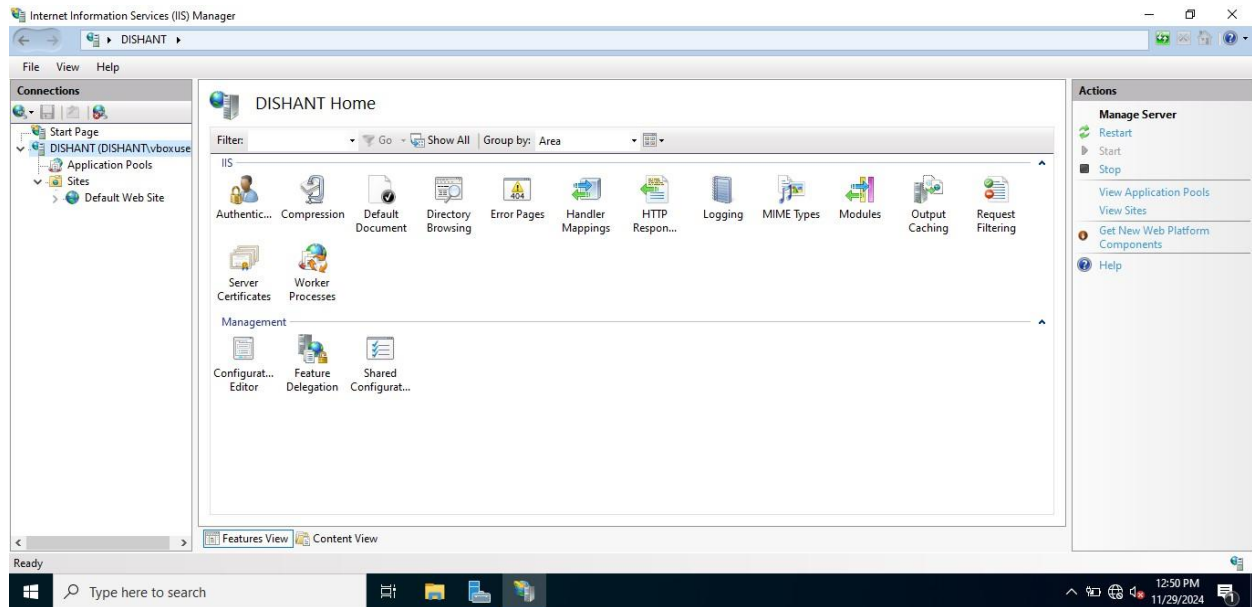 Internet Information Services (IIS) Manager
DISHANT
File View Help
Connections
Start Page
DISHANT (DISHANT\vboxuse
Application Pools
Sites
Default Web Site
DISHANT Home
Filter: Go Show All Group by: Area
IIS
Authentic... Compression Default Document Directory Browsing Error Pages Handler Mappings HTTP Respon... Logging MIME Types Modules Output Caching Request Filtering
404
Server Certificates Worker Processes
Management
Configurat... Editor Feature Delegation Shared Configurat...
Features View Content View
Actions
Manage Server
Restart
Start
Stop
View Application Pools
View Sites
Get New Web Platform
Components
Help
Ready
Type here to search
12:50 PM
11/29/2024
1